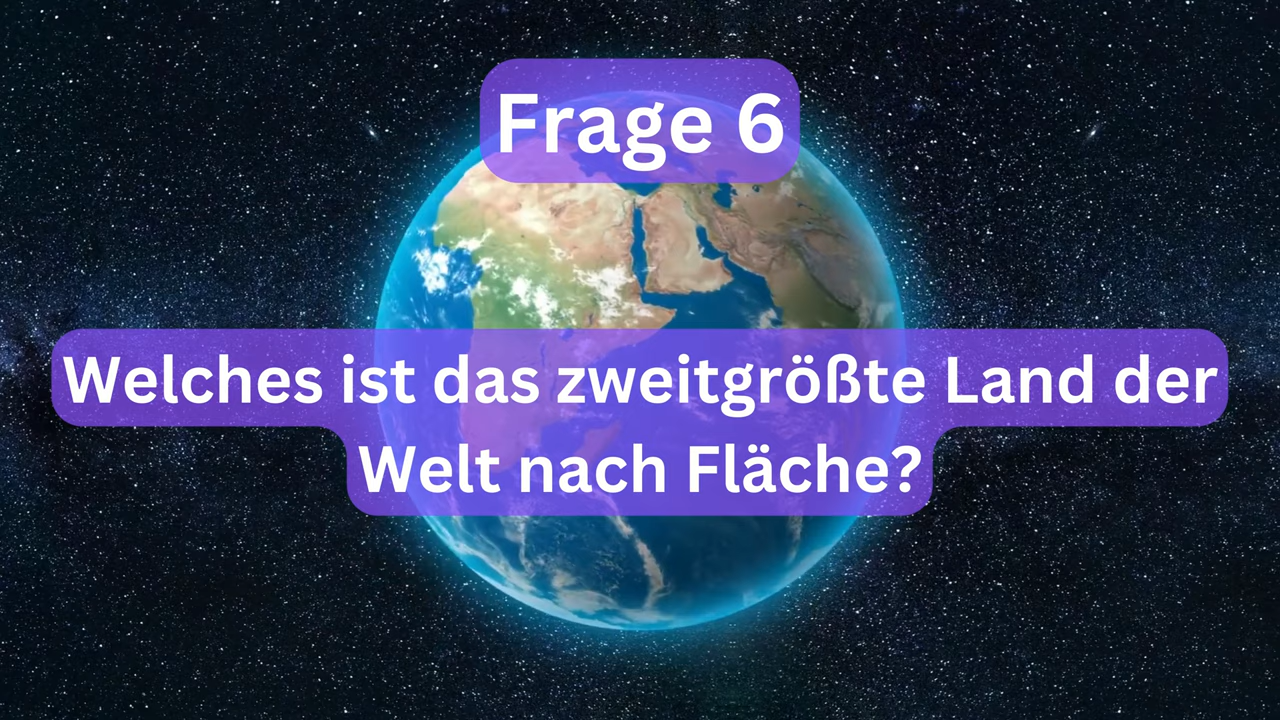 Frage 6
Welches ist das zweitgrößte Land der
Welt nach Fläche?